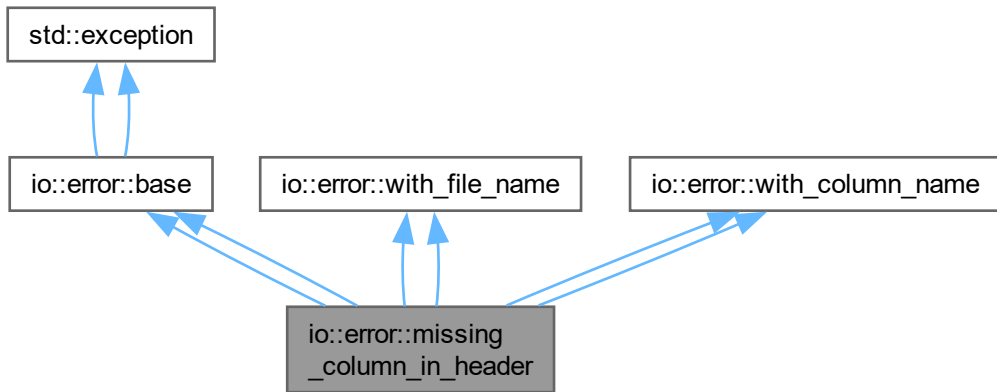 std::exception
io::error::base
io::error::with_file_name
io::error::with_column_name
io::error::missing
_column_in_header